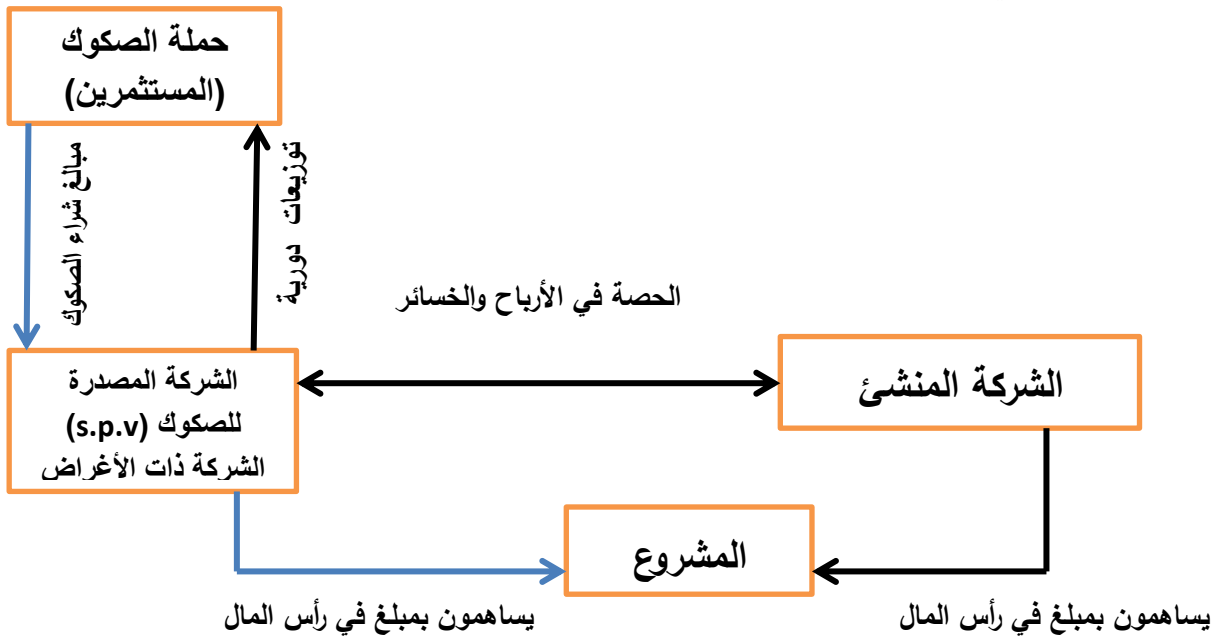 حملة الصكوك
(المستثمرين)
مبالغ شراء الصكوك
توزيعات دورية
الحصة في الأرباح والخسائر
الشركة المنشئ
الشركة المصدرة
للصكوك (s.p.v)
الشركة ذات الأغراض
المشروع
يساهمون بمبلغ في رأس المال
يساهمون بمبلغ في رأس المال